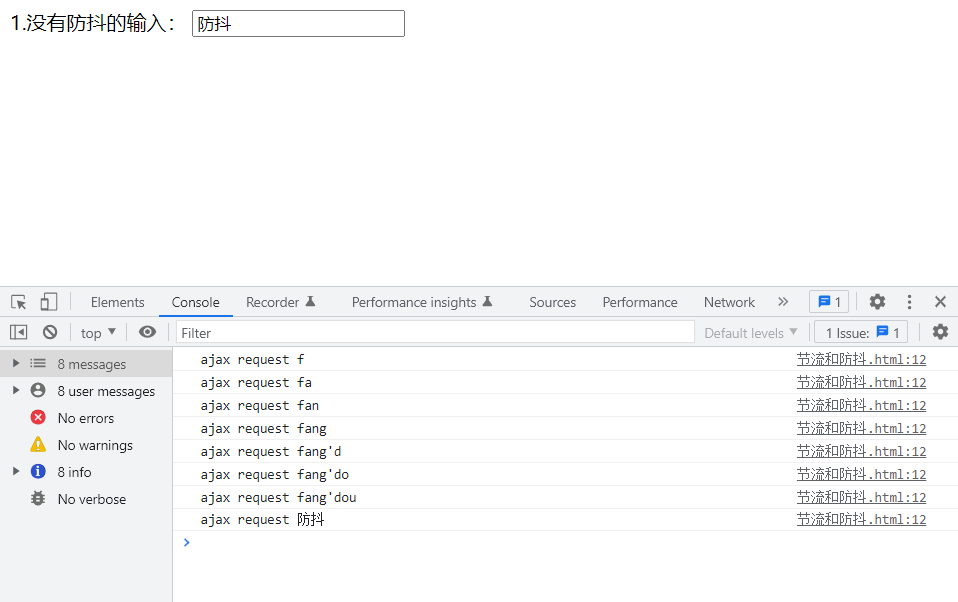 1.没有防抖的输入： 防抖
Elements Console Recorder Performance insights Sources Performance Network » 1
top Filter Default levels 1 Issue: 1
8 messages
8 user messages
No errors
No warnings
8 info
No verbose
ajax request f 节流和防抖.html:12
ajax request fa 节流和防抖.html:12
ajax request fan 节流和防抖.html:12
ajax request fang 节流和防抖.html:12
ajax request fang'd 节流和防抖.html:12
ajax request fang'do 节流和防抖.html:12
ajax request fang'dou 节流和防抖.html:12
ajax request 防抖 节流和防抖.html:12